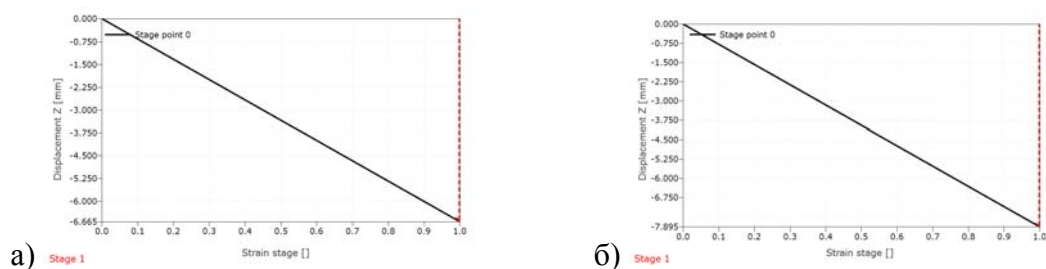 0.000
Stage point 0
-0.750
-1.500
-2.250
-3.000
-3.750
-4.500
-5.250
-6.000
-6.665
Displacement Z [mm]
0.0 0.1 0.2 0.3 0.4 0.5 0.6 0.7 0.8 0.9 1.0
Strain stage []
а) Stage 1
0.000
Stage point 0
-0.750
-1.500
-2.250
-3.000
-3.750
-4.500
-5.250
-6.000
-6.750
-7.895
Displacement Z [mm]
0.0 0.1 0.2 0.3 0.4 0.5 0.6 0.7 0.8 0.9 1.0
Strain stage []
б) Stage 1